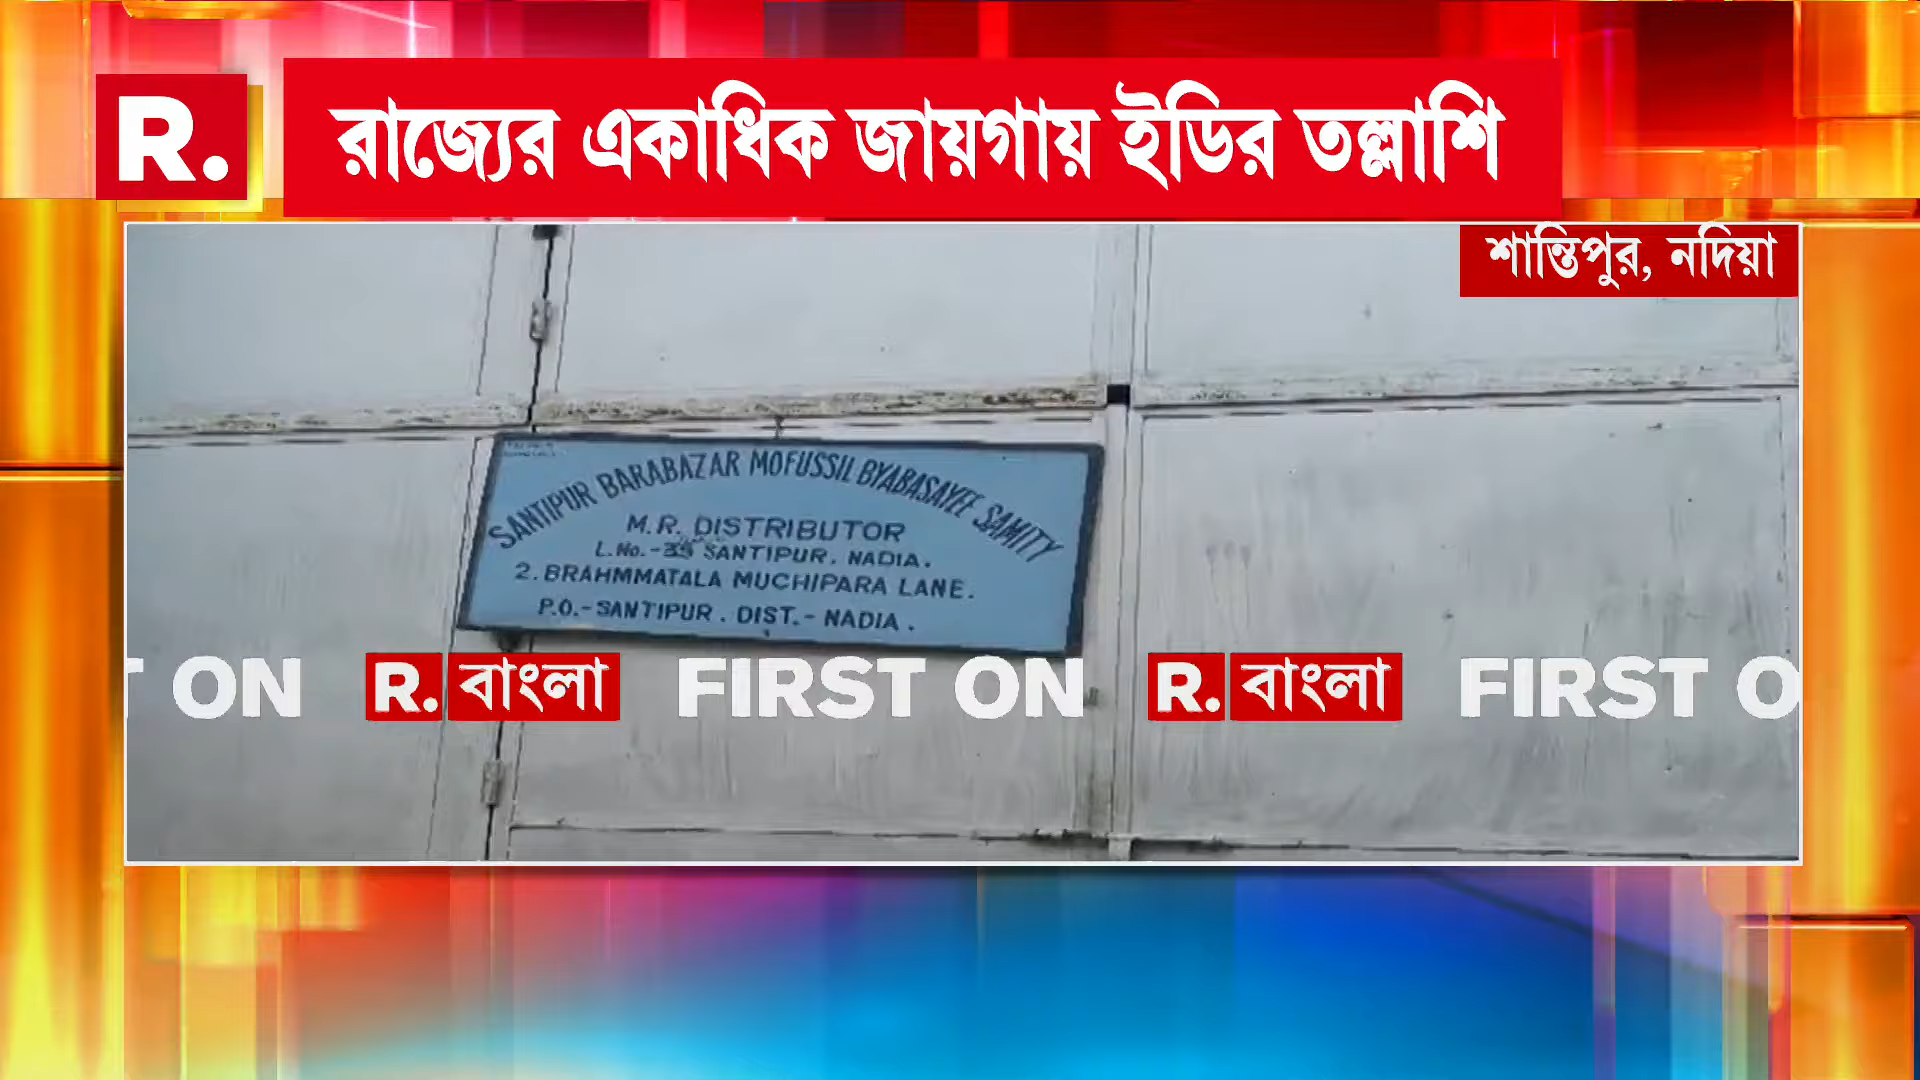 R. রাজ্যের একাধিক জায়গায় ইডির তল্লাশি
শান্তিপুর, নদিয়া
SANTIPUR BARABAZAR MOFUSSIL BYABASAYEE SAMITY
M.R. DISTRIBUTOR
L.No.- SANTIPUR. NADIA.
2. BRAHMMATALA MUCHIPARA LANE.
P.O.-SANTIPUR. DIST.- NADIA.
T ON R. বাংলা FIRST ON R. বাংলা FIRST O